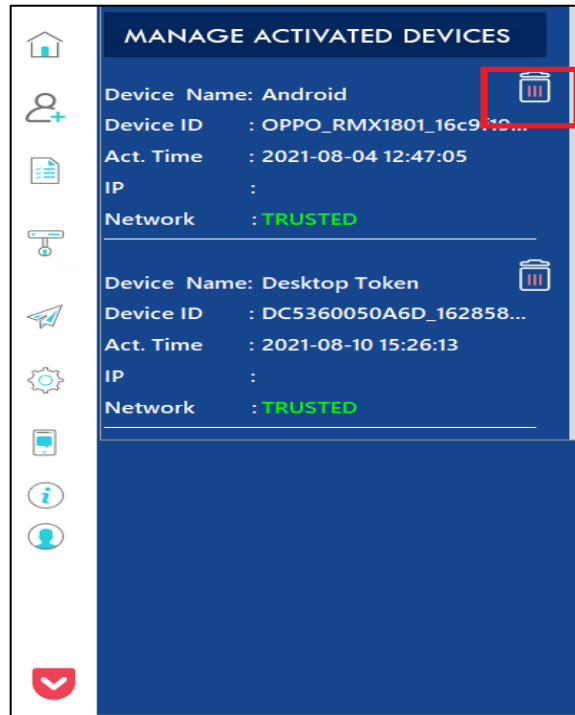 MANAGE ACTIVATED DEVICES
Device Name: Android
Device ID : OPPO_RMX1801_16c9f19...
Act. Time : 2021-08-04 12:47:05
IP :
Network : TRUSTED
Device Name: Desktop Token
Device ID : DC5360050A6D_162858...
Act. Time : 2021-08-10 15:26:13
IP :
Network : TRUSTED